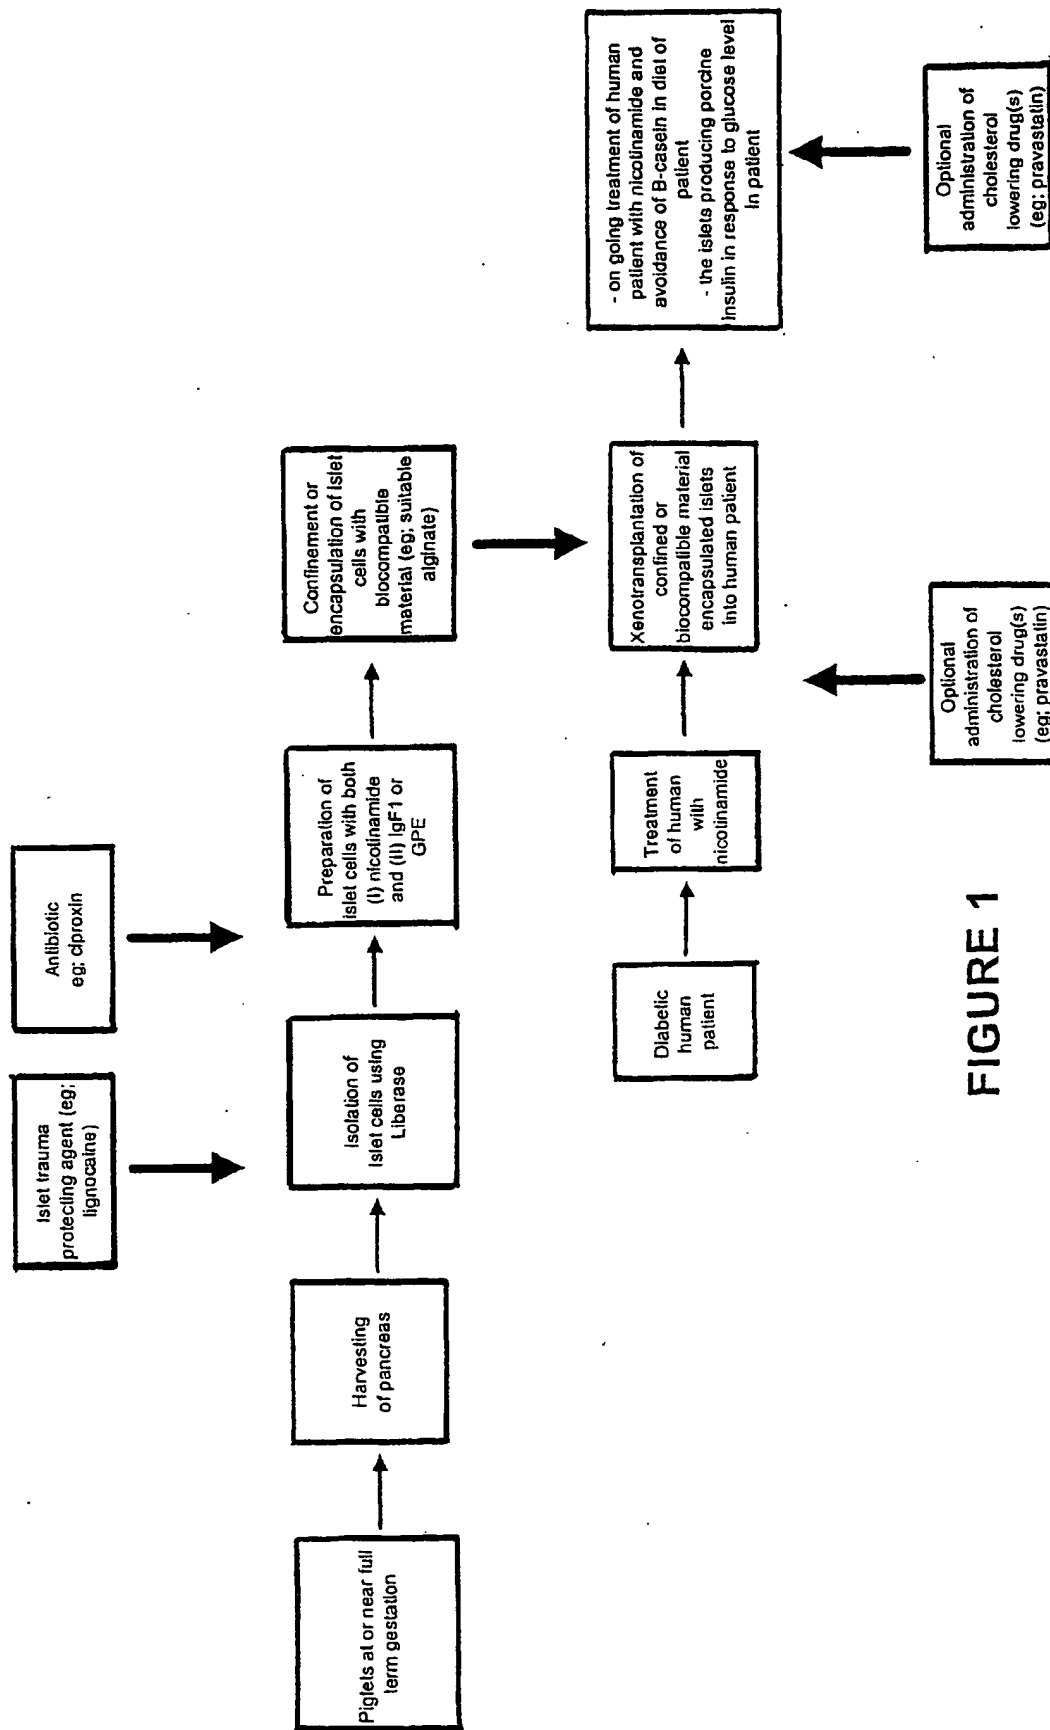 Islet trauma
protecting agent (eg;
lignocaine)
Antibiotic
eg; ciproxin
Piglets at or near full
term gestation
Harvesting
of pancreas
Isolation of
Islet cells using
Liberase
Preparation of
islet cells with both
(I) nicotinamide
and (II) IgF1 or
GPE
Confinement or
encapsulation of Islet
cells with
biocompatible
material (eg; suitable
alginate)
Diabetic
human
patient
Treatment
of human
with
nicotinamide
Xenotransplantation of
confined or
biocompatible material
encapsulated islets
Into human patient
- on going treatment of human
patient with nicotinamide and
avoidance of B-casein in diet of
patient
- the islets producing porcine
Insulin in response to glucose level
In patient
Optional
administration of
cholesterol
lowering drug(s)
(eg; pravastatin)
Optional
administration of
cholesterol
lowering drug(s)
(eg; pravastatin)
FIGURE 1